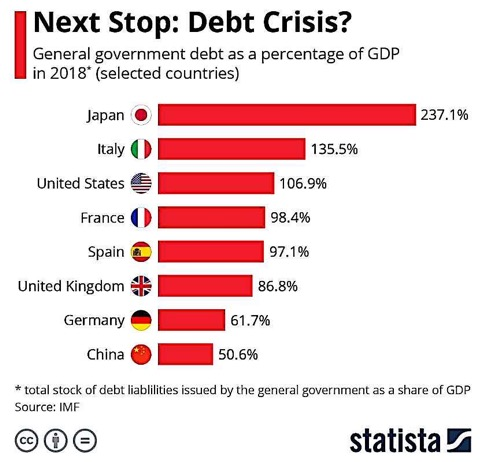 Next Stop: Debt Crisis?
General government debt as a percentage of GDP
in 2018* (selected countries)
Japan 237.1%
Italy 135.5%
United States 106.9%
France 98.4%
Spain 97.1%
United Kingdom 86.8%
Germany 61.7%
China 50.6%
* total stock of debt liablilities issued by the general government as a share of GDP
Source: IMF
cc
statista